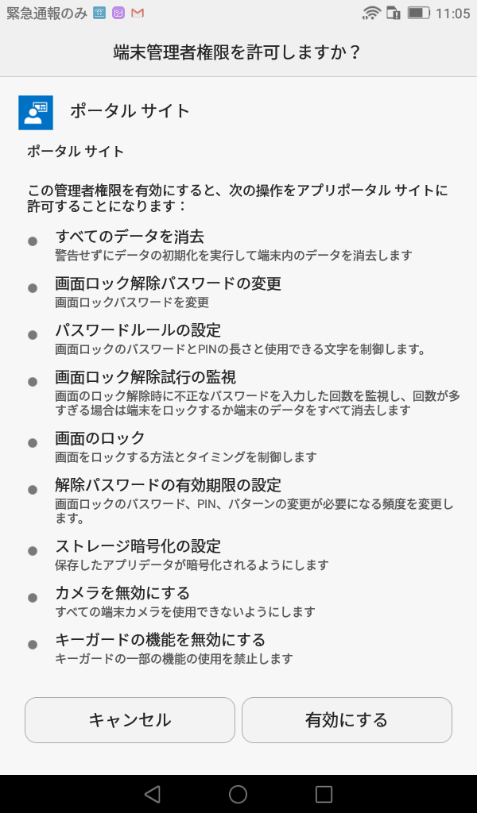 緊急通報のみ 11:05
端末管理者権限を許可しますか？
ポータル サイト
ポータル サイト
この管理者権限を有効にすると、次の操作をアプリポータル サイトに
許可することになります：
すべてのデータを消去
警告せずにデータの初期化を実行して端末内のデータを消去します
画面ロック解除パスワードの変更
画面ロックパスワードを変更
パスワードルールの設定
画面ロックのパスワードとPINの長さと使用できる文字を制御します。
画面ロック解除試行の監視
画面のロック解除時に不正なパスワードを入力した回数を監視し、回数が多
すぎる場合は端末をロックするか端末のデータをすべて消去します
画面のロック
画面をロックする方法とタイミングを制御します
解除パスワードの有効期限の設定
画面ロックのパスワード、PIN、パターンの変更が必要になる頻度を変更し
ます。
ストレージ暗号化の設定
保存したアプリデータが暗号化されるようにします
カメラを無効にする
すべての端末カメラを使用できないようにします
キーガードの機能を無効にする
キーガードの一部の機能の使用を禁止します
キャンセル 有効にする